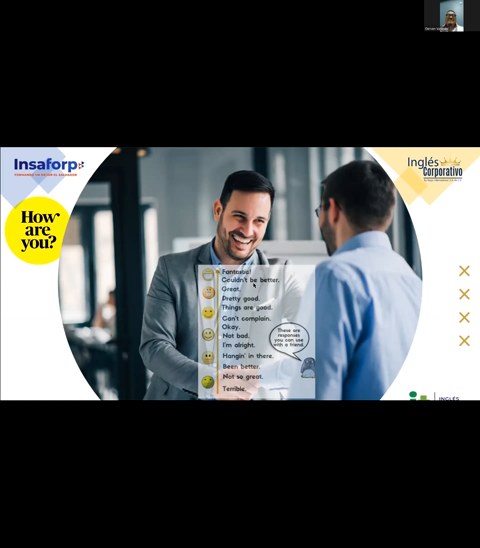 Insaforp
Inglés
Corporativo
How
are
you?
Fantastic!
Couldn't be better.
Great.
Pretty good.
Things are good.
Can't complain.
Okay.
Not bad.
I'm alright.
Hangin' in there.
Been better.
Not so great.
Terrible.
These are
responses
you can use
with a friend.
INGLÉS